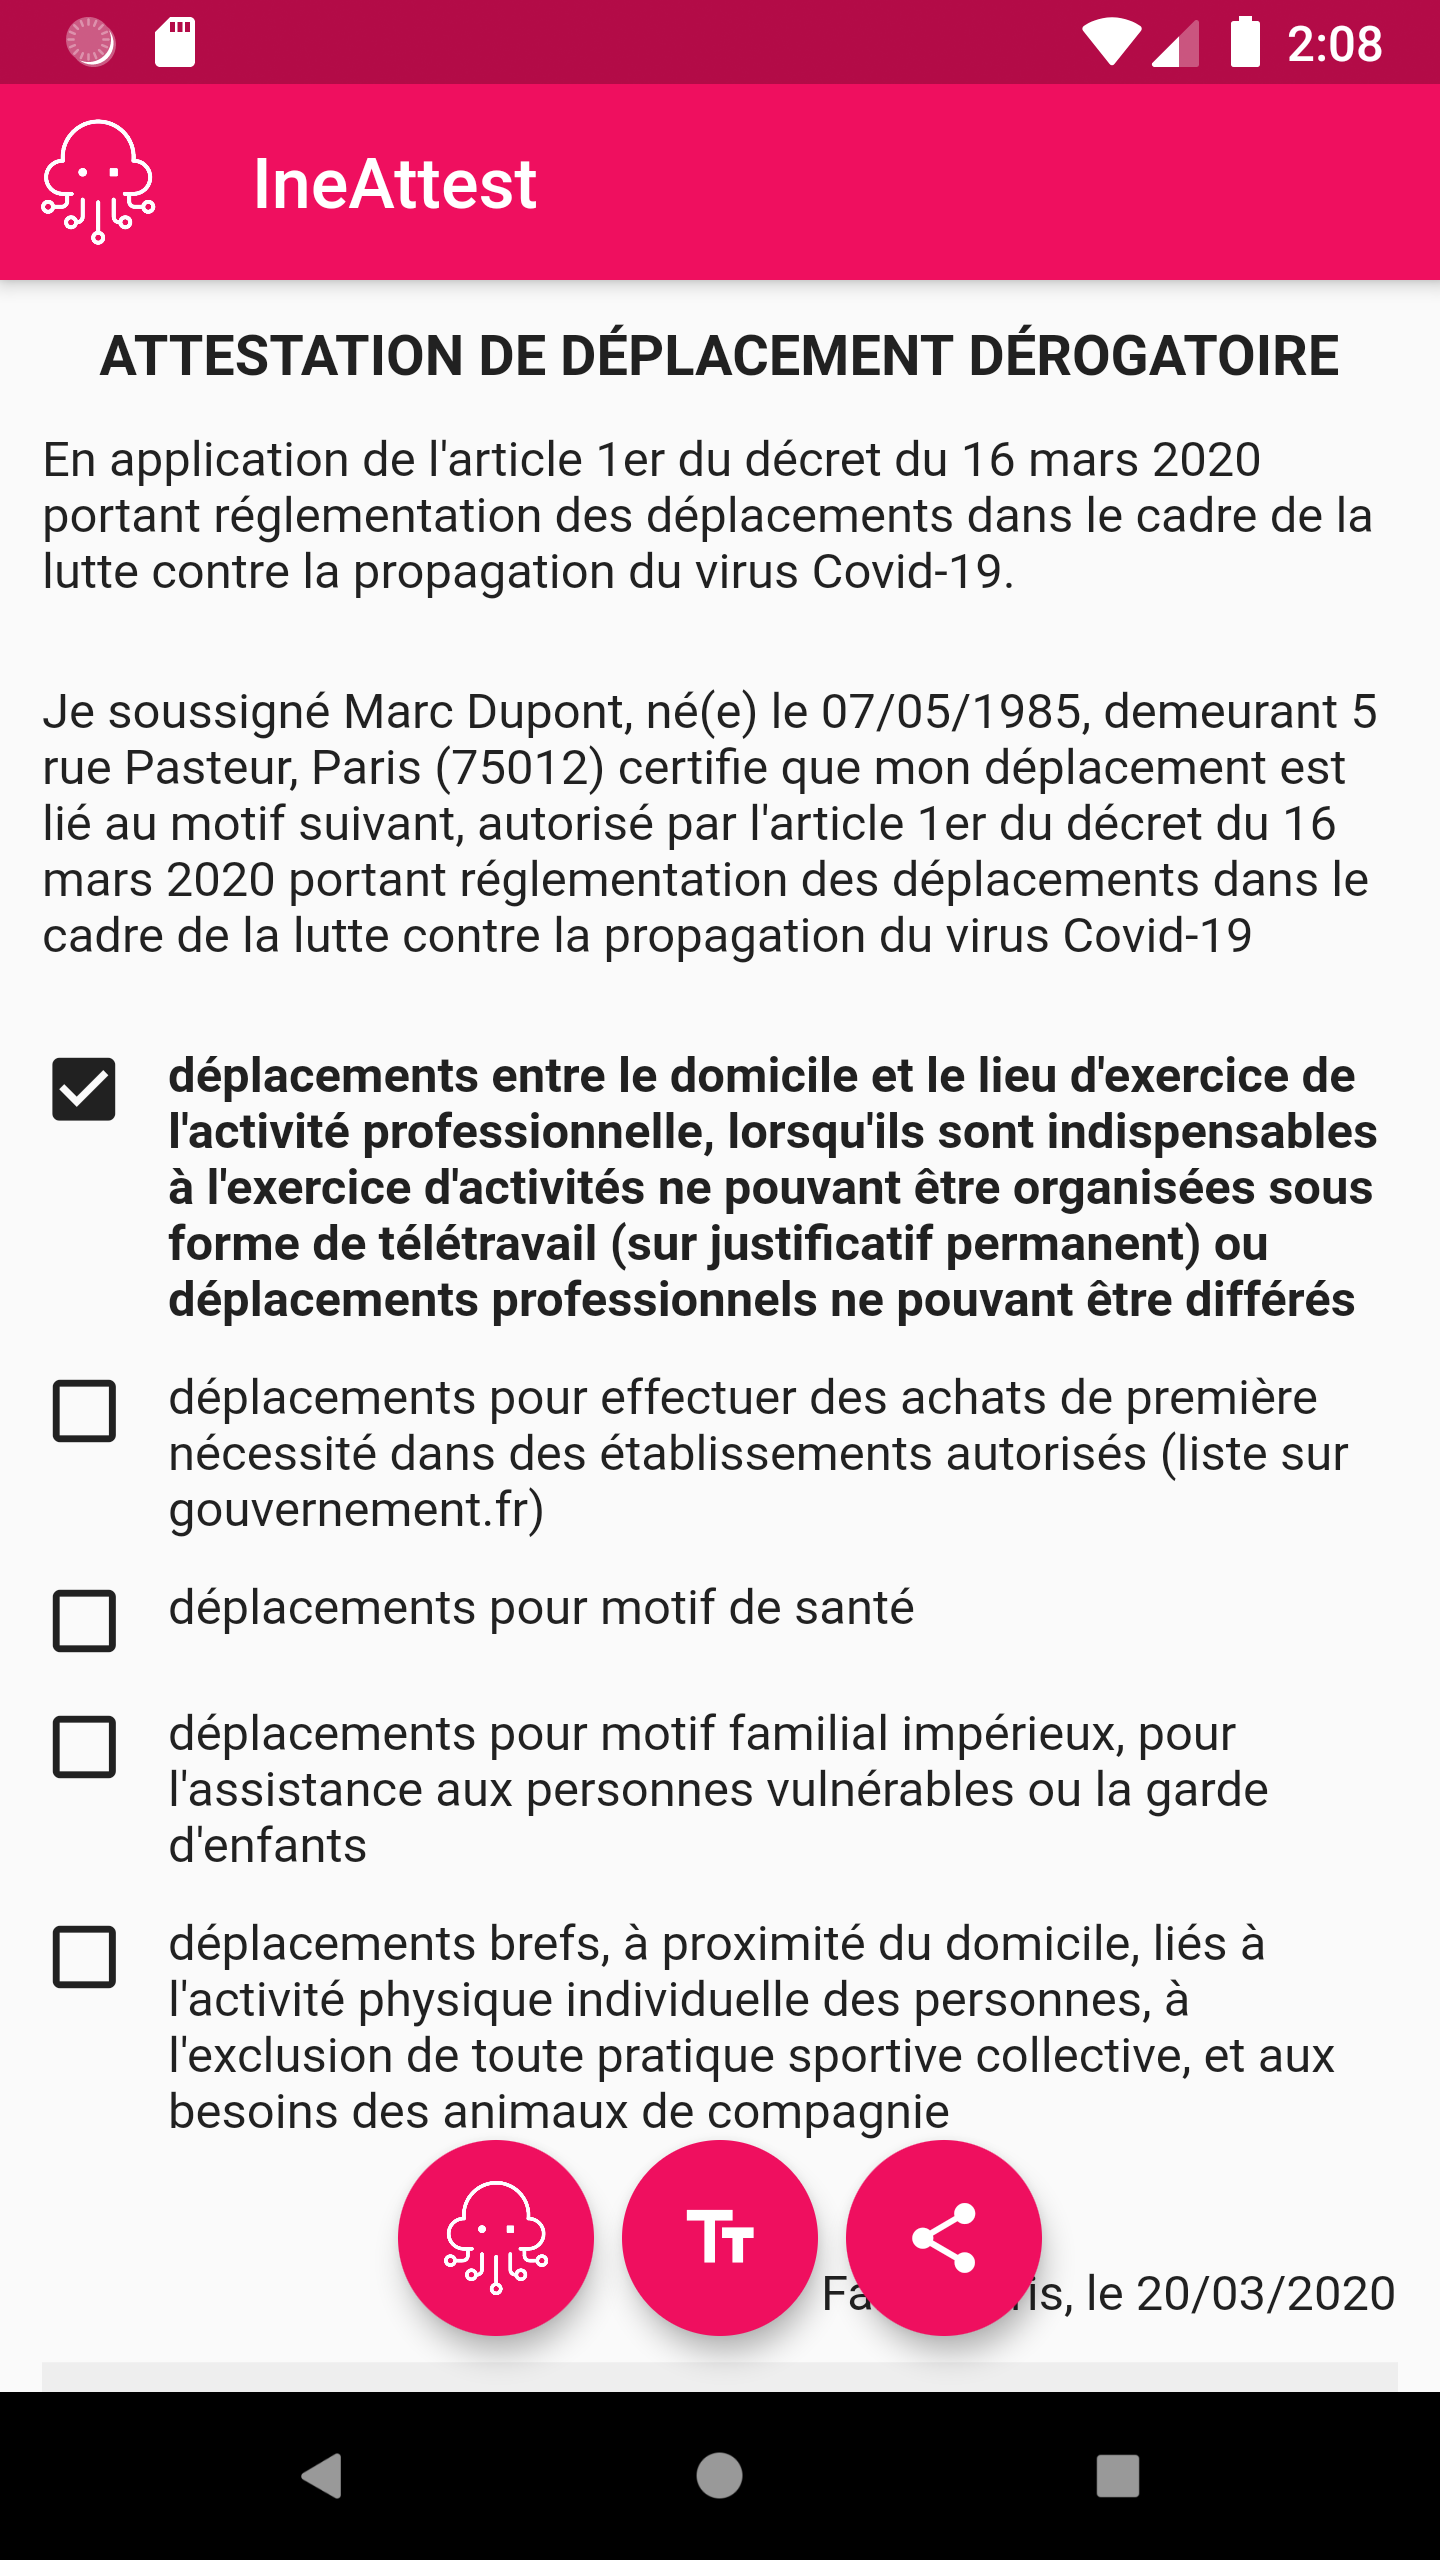 2:08
IneAttest
ATTESTATION DE DÉPLACEMENT DÉROGATOIRE
En application de l'article 1er du décret du 16 mars 2020
portant réglementation des déplacements dans le cadre de la
lutte contre la propagation du virus Covid-19.
Je soussigné Marc Dupont, né(e) le 07/05/1985, demeurant 5
rue Pasteur, Paris (75012) certifie que mon déplacement est
lié au motif suivant, autorisé par l'article 1er du décret du 16
mars 2020 portant réglementation des déplacements dans le
cadre de la lutte contre la propagation du virus Covid-19
déplacements entre le domicile et le lieu d'exercice de
l'activité professionnelle, lorsqu'ils sont indispensables
à l'exercice d'activités ne pouvant être organisées sous
forme de télétravail (sur justificatif permanent) ou
déplacements professionnels ne pouvant être différés
déplacements pour effectuer des achats de première
nécessité dans des établissements autorisés (liste sur
gouvernement.fr)
déplacements pour motif de santé
déplacements pour motif familial impérieux, pour
l'assistance aux personnes vulnérables ou la garde
d'enfants
déplacements brefs, à proximité du domicile, liés à
l'activité physique individuelle des personnes, à
l'exclusion de toute pratique sportive collective, et aux
besoins des animaux de compagnie
TT
le 20/03/2020